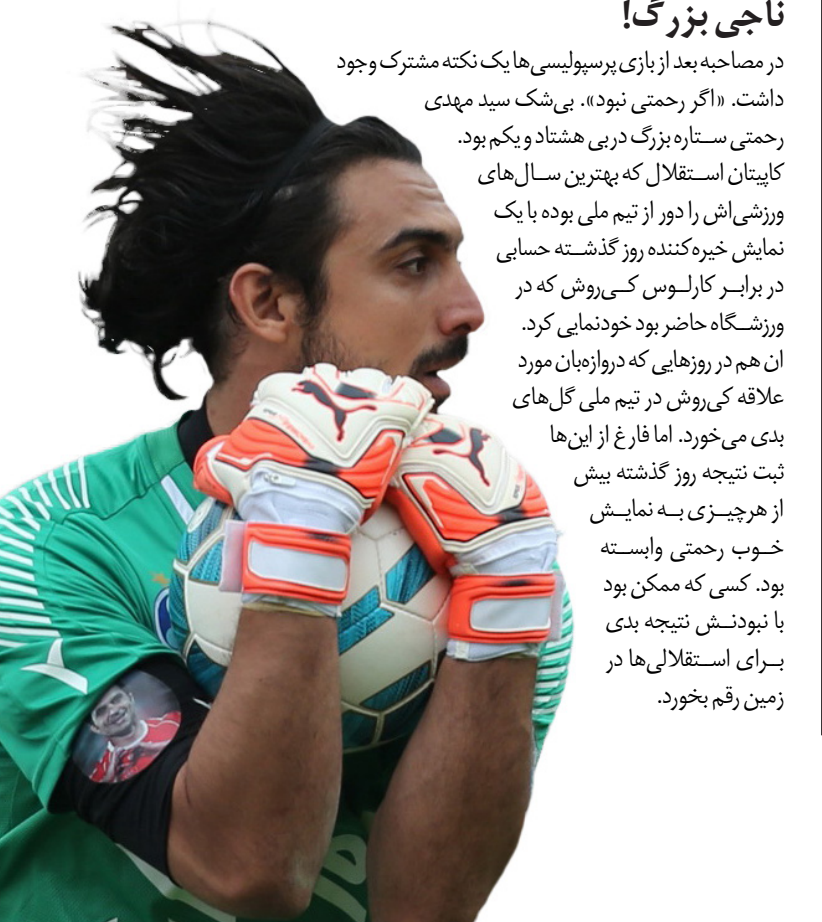 ناجی بزرگ!
در مصاحبه بعد از بازی پرسپولیسی‌ها یک نکته مشترک وجود
داشت. «اگر رحمتی نبود». بی‌شک سید مهدی
رحمتی ستاره بزرگ دربی هشتاد و یکم بود.
کاپیتان استقلال که بهترین سال‌های
ورزشی‌اش را دور از تیم ملی بوده با یک
نمایش خیره‌کننده روز گذشته حسابی
در برابر کارلوس کی‌روش که در
ورزشگاه حاضر بود خودنمایی کرد.
ان هم در روزهایی که دروازه‌بان مورد
علاقه کی‌روش در تیم ملی گل‌های
بدی می‌خورد. اما فارغ از این‌ها
ثبت نتیجه روز گذشته بیش
از هرچیزی به نمایش
خوب رحمتی وابسته
بود. کسی که ممکن بود
با نبودنش نتیجه بدی
برای استقلالی‌ها در
زمین رقم بخورد.